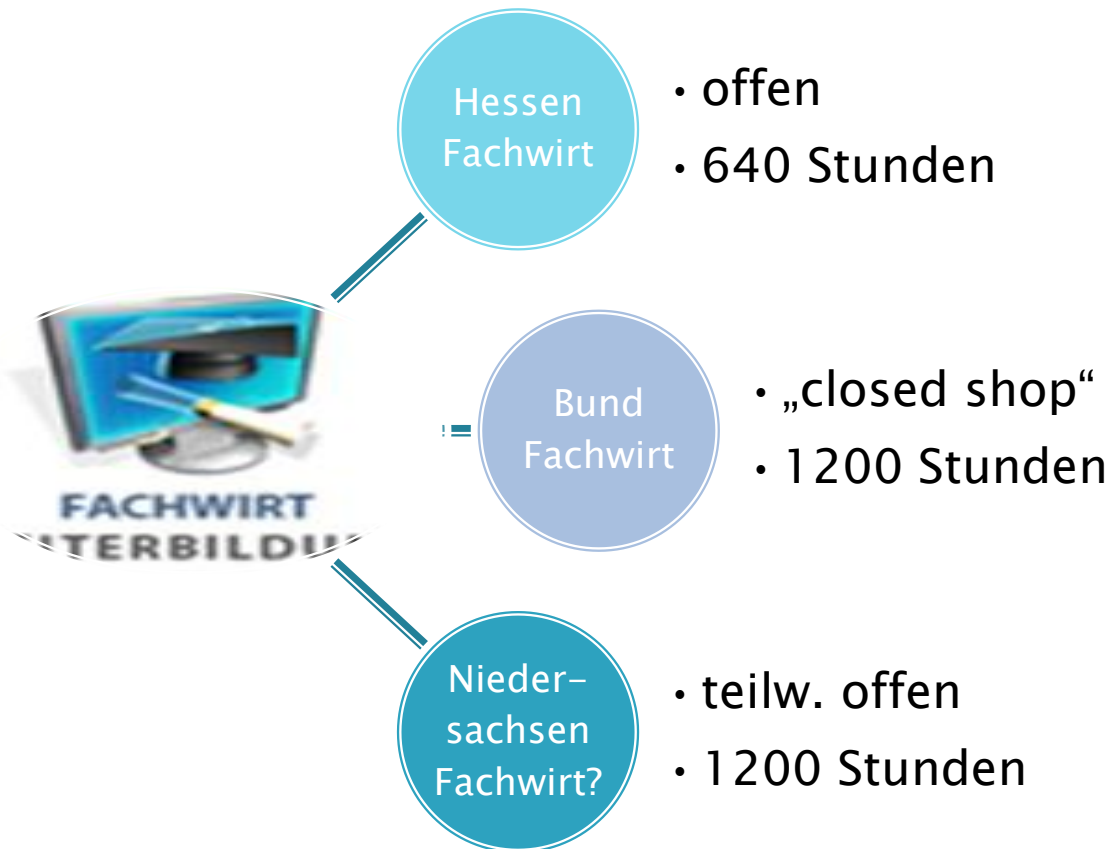 Hessen
Fachwirt
• offen
• 640 Stunden
Bund
Fachwirt
• „closed shop“
• 1200 Stunden
FACHWIRT
Nieder-
sachsen
Fachwirt?
• teilw. offen
• 1200 Stunden